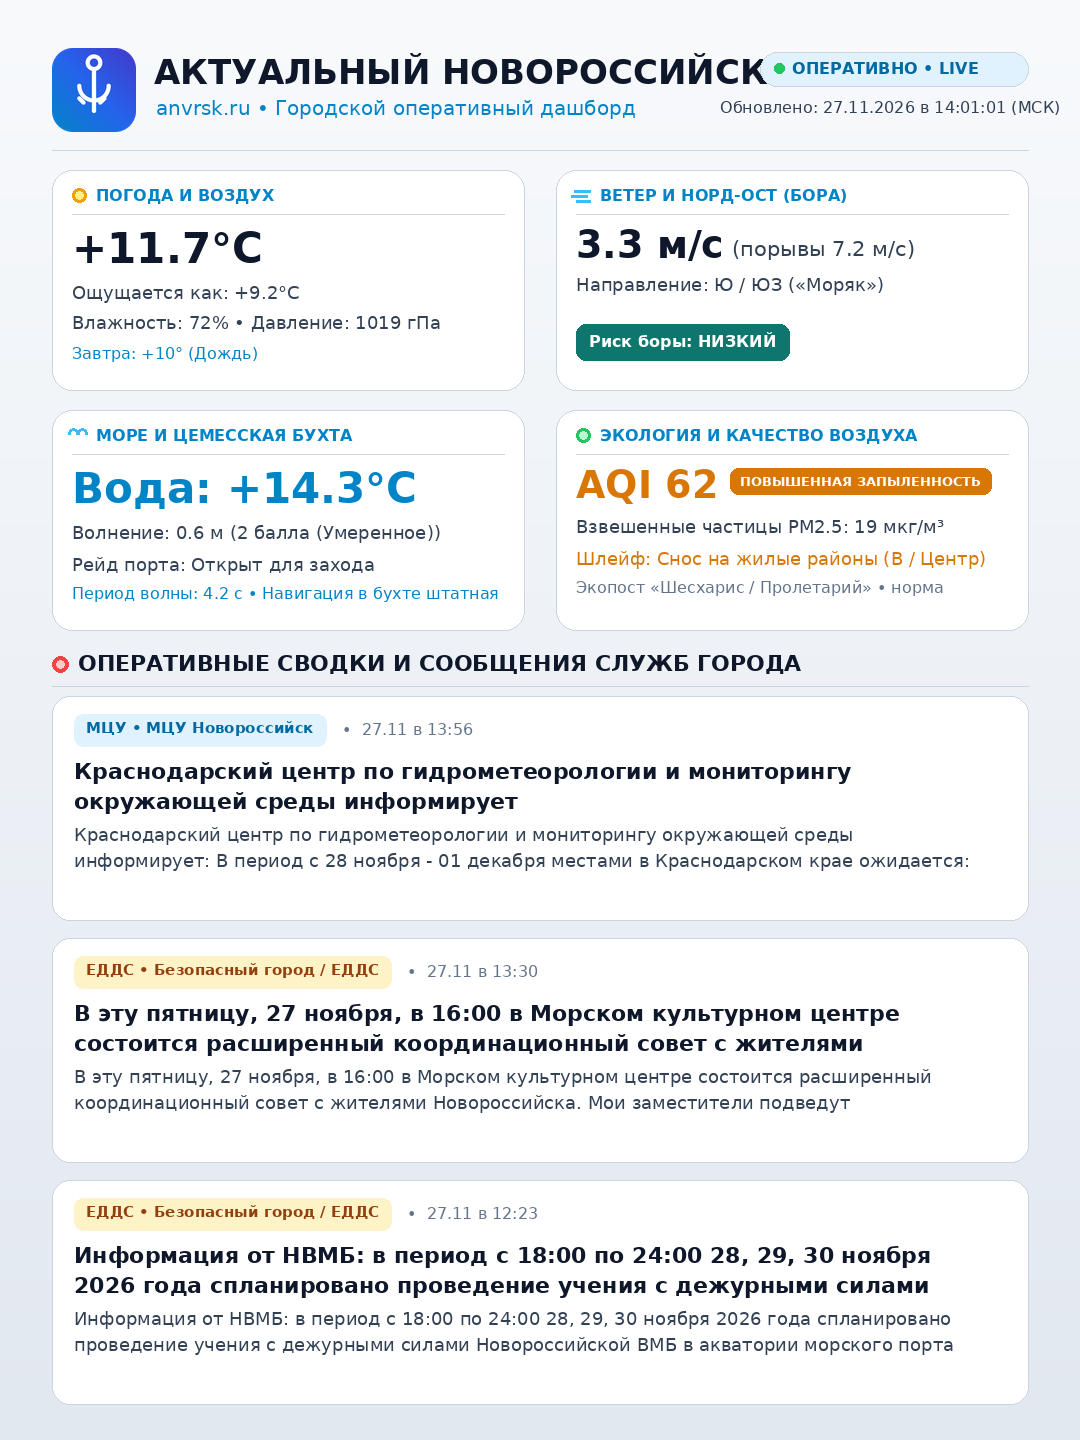 АКТУАЛЬНЫЙ НОВОРОССИЙСК
ОПЕРАТИВНО • LIVE
anvrsk.ru • Городской оперативный дашборд
Обновлено: 27.11.2026 в 14:01:01 (МСК)
ПОГОДА И ВОЗДУХ
+11.7°C
Ощущается как: +9.2°C
Влажность: 72% • Давление: 1019 гПа
Завтра: +10° (Дождь)
ВЕТЕР И НОРД-ОСТ (БОРА)
3.3 м/с (порывы 7.2 м/с)
Направление: Ю / ЮЗ («Моряк»)
Риск боры: НИЗКИЙ
МОРЕ И ЦЕМЕССКАЯ БУХТА
Вода: +14.3°C
Волнение: 0.6 м (2 балла (Умеренное))
Рейд порта: Открыт для захода
Период волны: 4.2 с • Навигация в бухте штатная
ЭКОЛОГИЯ И КАЧЕСТВО ВОЗДУХА
AQI 62 ПОВЫШЕННАЯ ЗАПЫЛЕННОСТЬ
Взвешенные частицы PM2.5: 19 мкг/м³
Шлейф: Снос на жилые районы (В / Центр)
Экопост «Шесхарис / Пролетарий» • норма
ОПЕРАТИВНЫЕ СВОДКИ И СООБЩЕНИЯ СЛУЖБ ГОРОДА
МЦУ • МЦУ Новороссийск • 27.11 в 13:56
Краснодарский центр по гидрометеорологии и мониторингу
окружающей среды информирует
Краснодарский центр по гидрометеорологии и мониторингу окружающей среды
информирует: В период с 28 ноября - 01 декабря местами в Краснодарском крае ожидается:
ЕДДС • Безопасный город / ЕДДС • 27.11 в 13:30
В эту пятницу, 27 ноября, в 16:00 в Морском культурном центре
состоится расширенный координационный совет с жителями
В эту пятницу, 27 ноября, в 16:00 в Морском культурном центре состоится расширенный
координационный совет с жителями Новороссийска. Мои заместители подведут
ЕДДС • Безопасный город / ЕДДС • 27.11 в 12:23
Информация от НВМБ: в период с 18:00 по 24:00 28, 29, 30 ноября
2026 года спланировано проведение учения с дежурными силами
Информация от НВМБ: в период с 18:00 по 24:00 28, 29, 30 ноября 2026 года спланировано
проведение учения с дежурными силами Новороссийской ВМБ в акватории морского порта